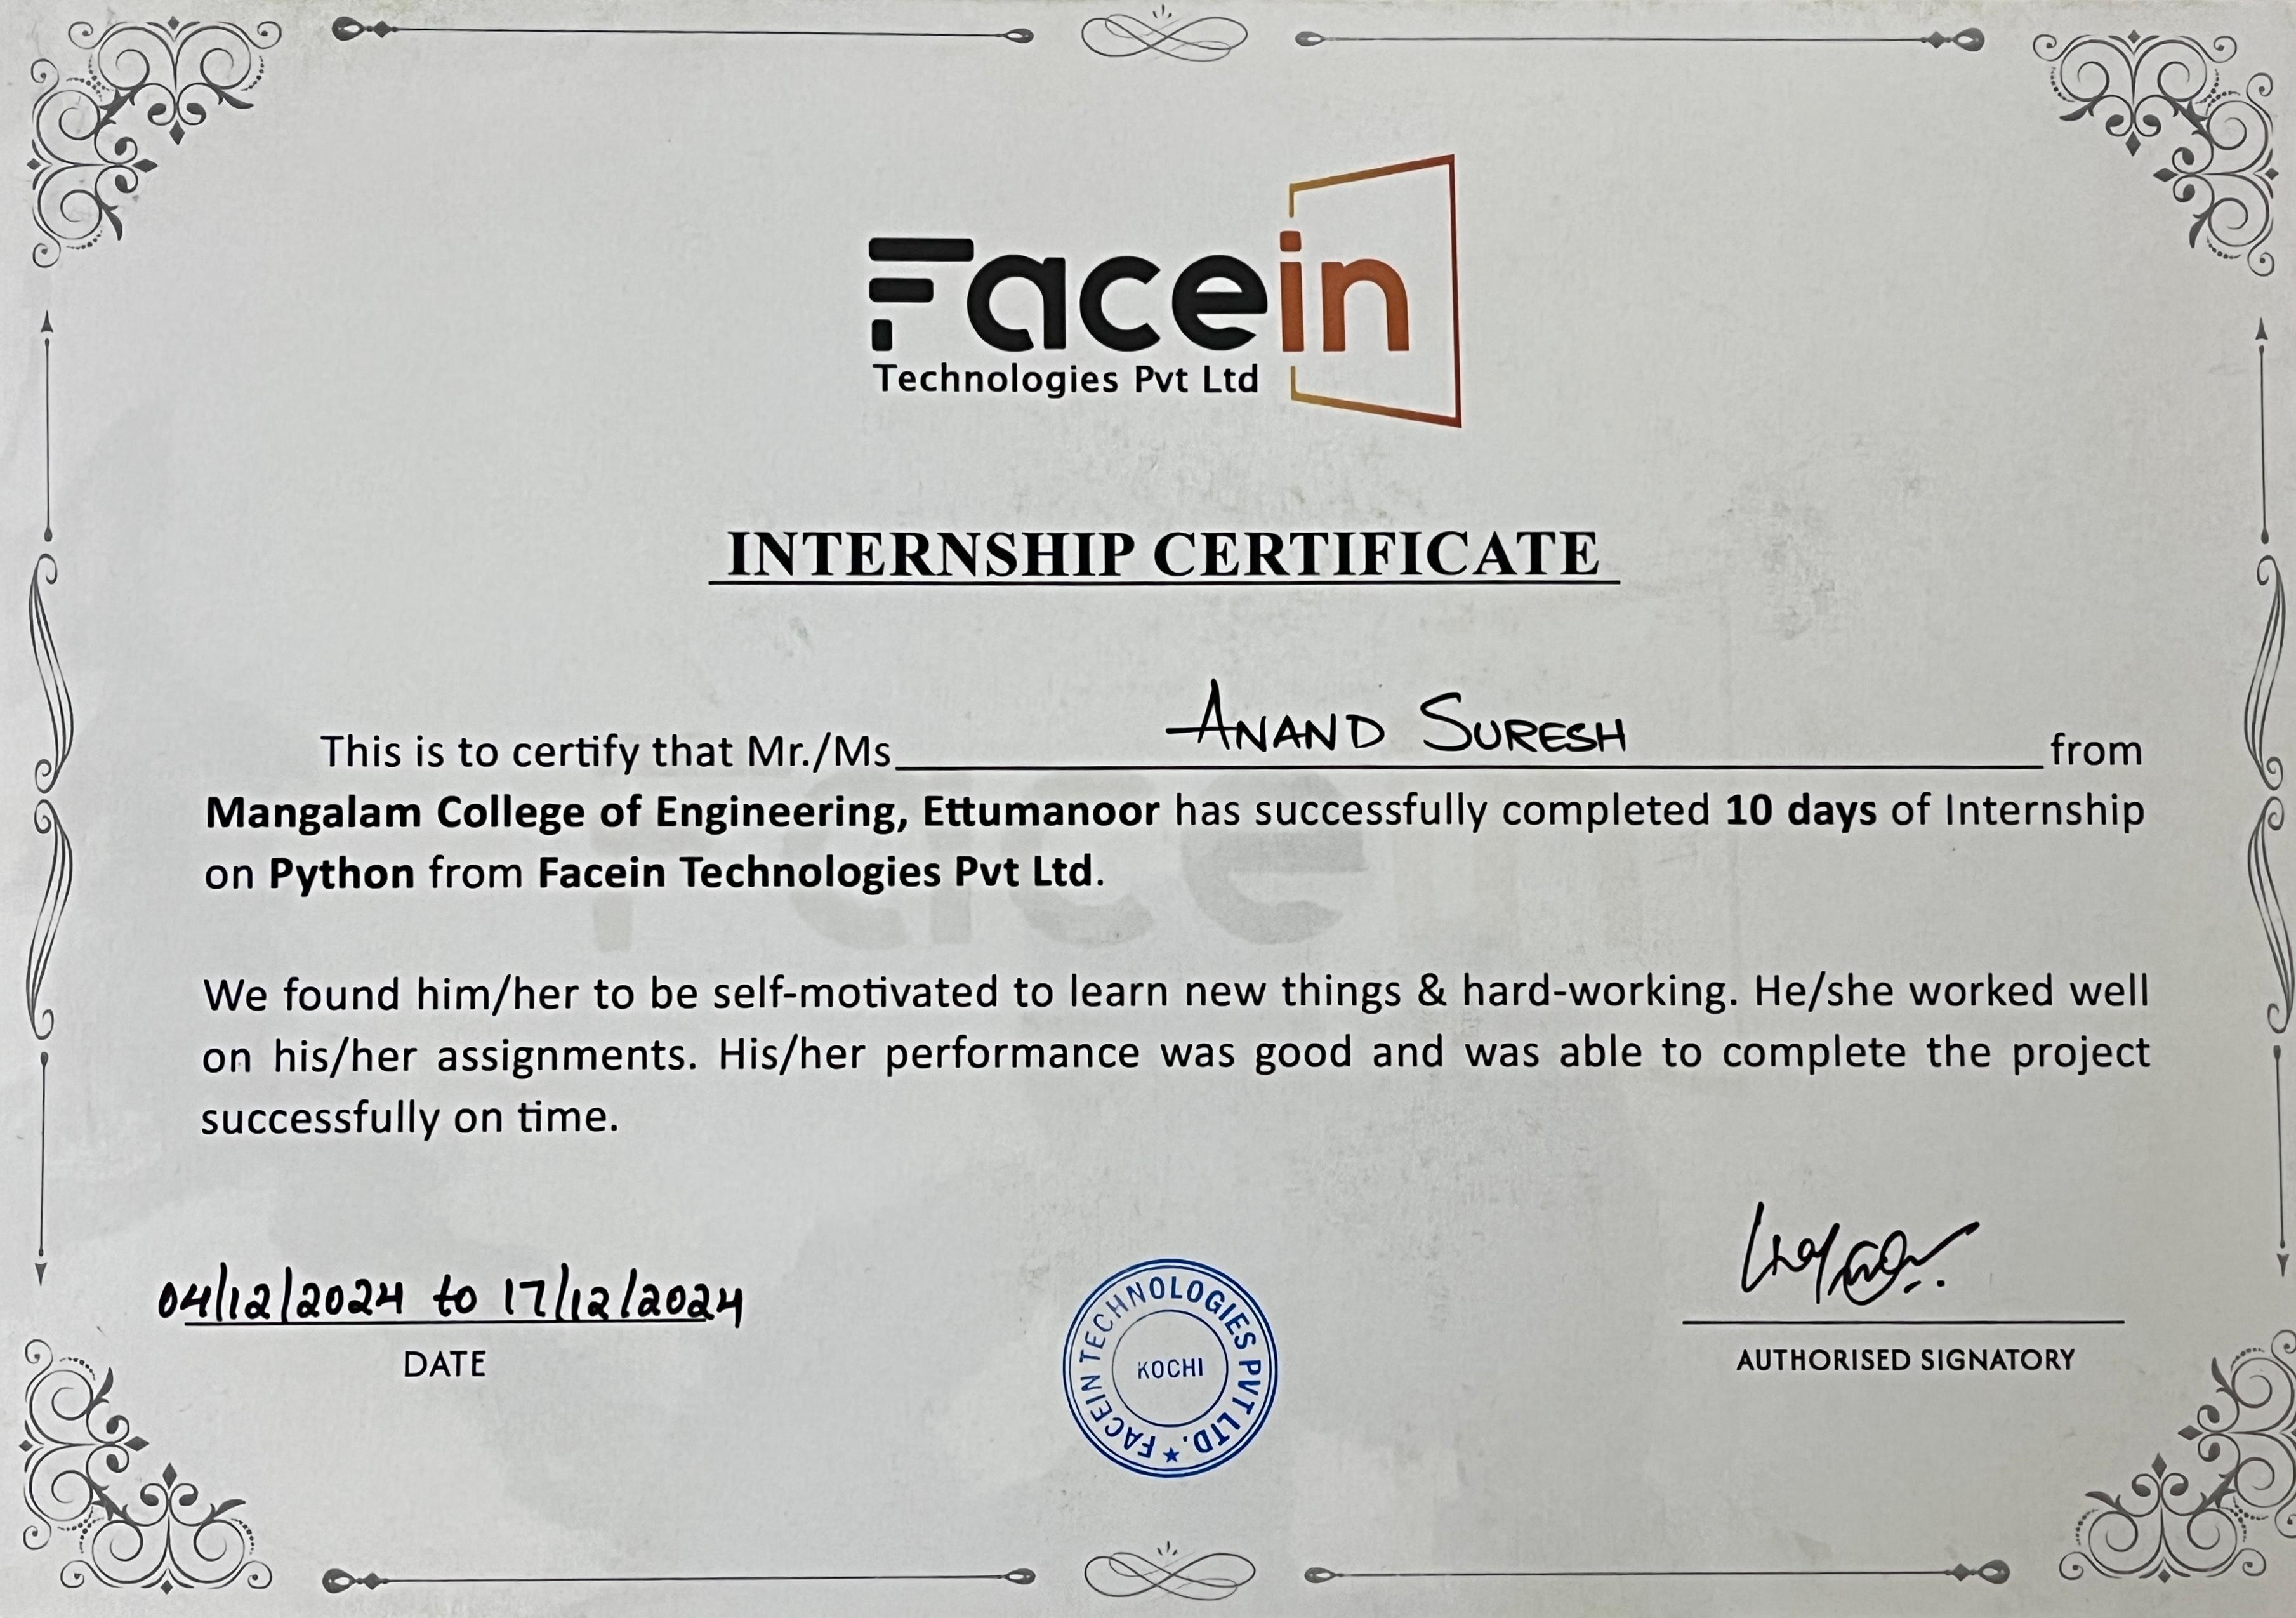 Facein
Technologies Pvt Ltd
INTERNSHIP CERTIFICATE
This is to certify that Mr./Ms ANAND SURESH from
Mangalam College of Engineering, Ettumanoor has successfully completed 10 days of Internship
on Python from Facein Technologies Pvt Ltd.
We found him/her to be self-motivated to learn new things & hard-working. He/she worked well
on his/her assignments. His/her performance was good and was able to complete the project
successfully on time.
04/12/2024 to 17/12/2024
DATE
FACEIN TECHNOLOGIES PVT LTD. ★
KOCHI
AUTHORISED SIGNATORY